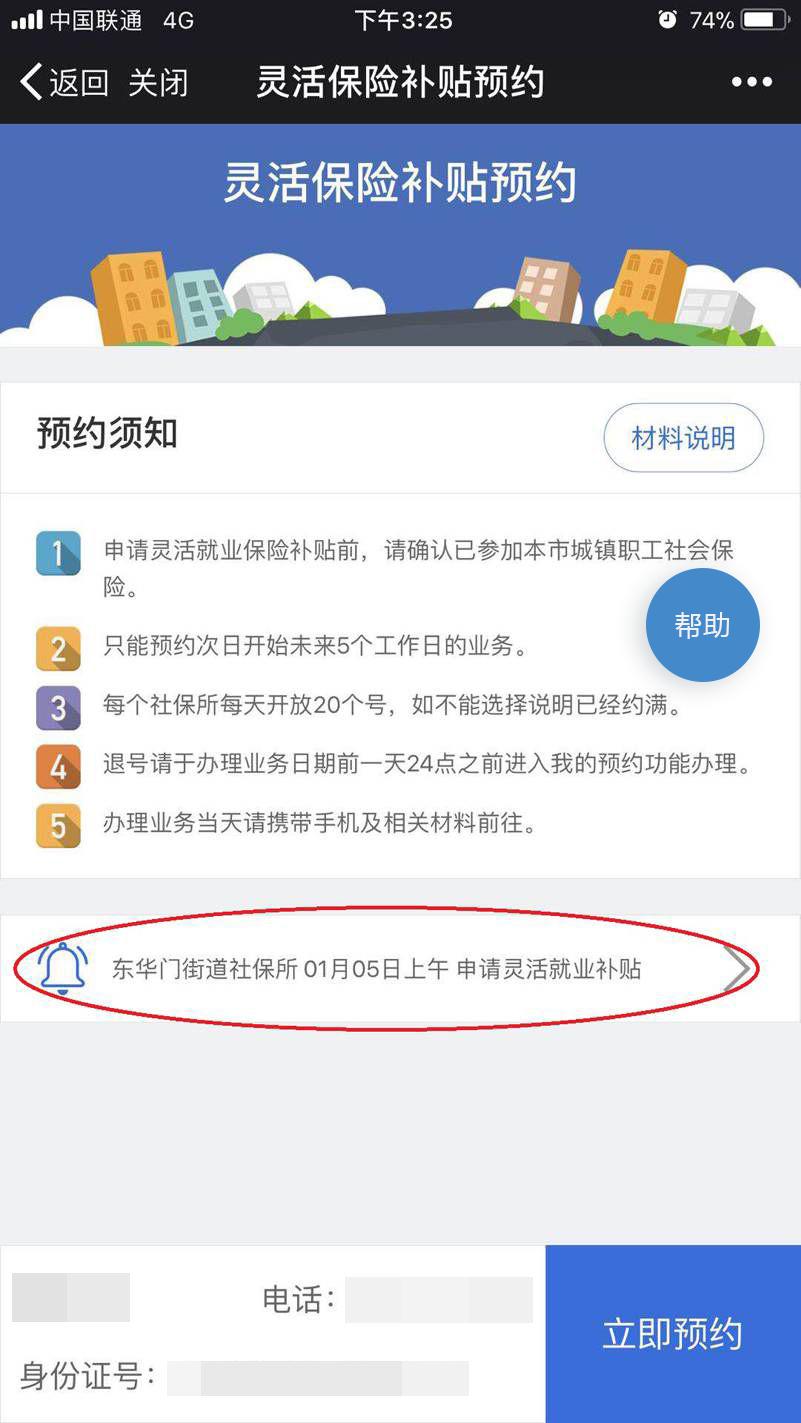 中国联通 4G 下午3:25 74%
返回 关闭 灵活保险补贴预约
灵活保险补贴预约
预约须知 材料说明
1 申请灵活就业保险补贴前，请确认已参加本市城镇职工社会保
险。
帮助
2 只能预约次日开始未来5个工作日的业务。
3 每个社保所每天开放20个号，如不能选择说明已经约满。
4 退号请于办理业务日期前一天24点之前进入我的预约功能办理。
5 办理业务当天请携带手机及相关材料前往。
东华门街道社保所 01月05日上午 申请灵活就业补贴
电话：
立即预约
身份证号：